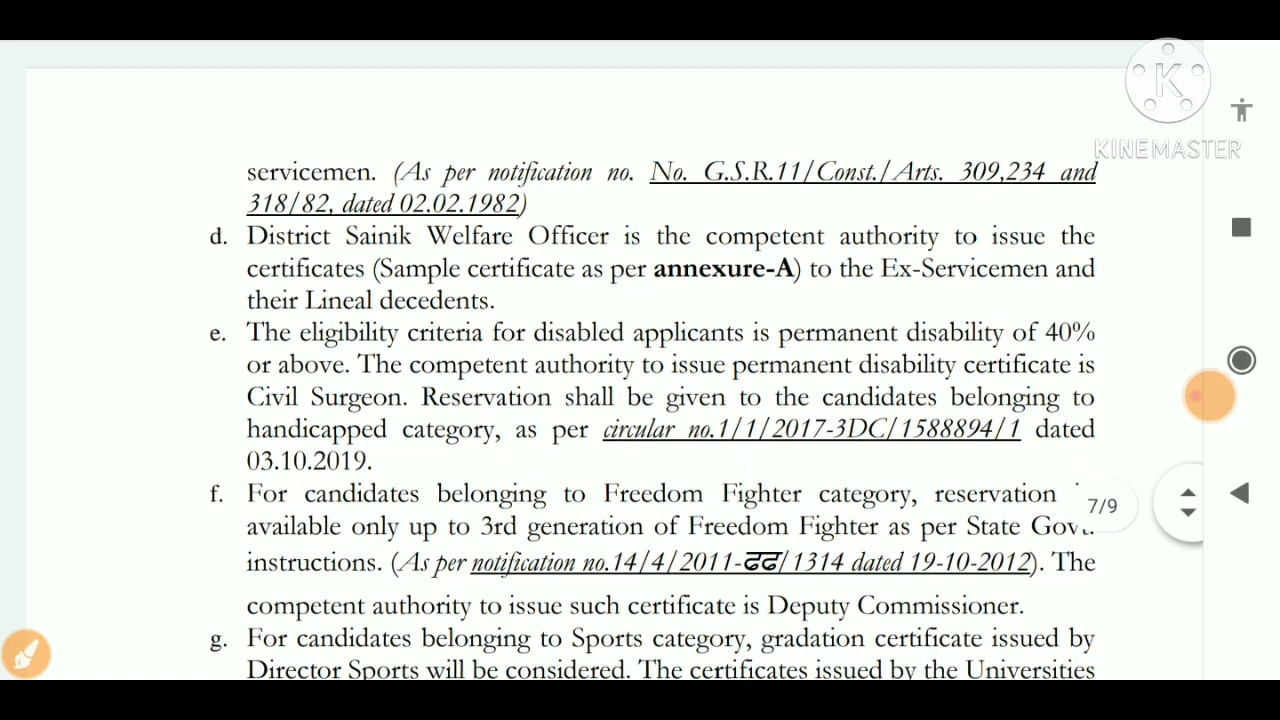 K
KINEMASTER
servicemen. (As per notification no. No. G.S.R.11/Const./Arts. 309,234 and
318/82, dated 02.02.1982)
d. District Sainik Welfare Officer is the competent authority to issue the
certificates (Sample certificate as per annexure-A) to the Ex-Servicemen and
their Lineal decedents.
e. The eligibility criteria for disabled applicants is permanent disability of 40%
or above. The competent authority to issue permanent disability certificate is
Civil Surgeon. Reservation shall be given to the candidates belonging to
handicapped category, as per circular no.1/1/2017-3DC/1588894/1 dated
03.10.2019.
f. For candidates belonging to Freedom Fighter category, reservation
available only up to 3rd generation of Freedom Fighter as per State Govt.
instructions. (As per notification no.14/4/2011-ਫਫ/1314 dated 19-10-2012). The
competent authority to issue such certificate is Deputy Commissioner.
g. For candidates belonging to Sports category, gradation certificate issued by
Director Sports will be considered. The certificates issued by the Universities
7/9